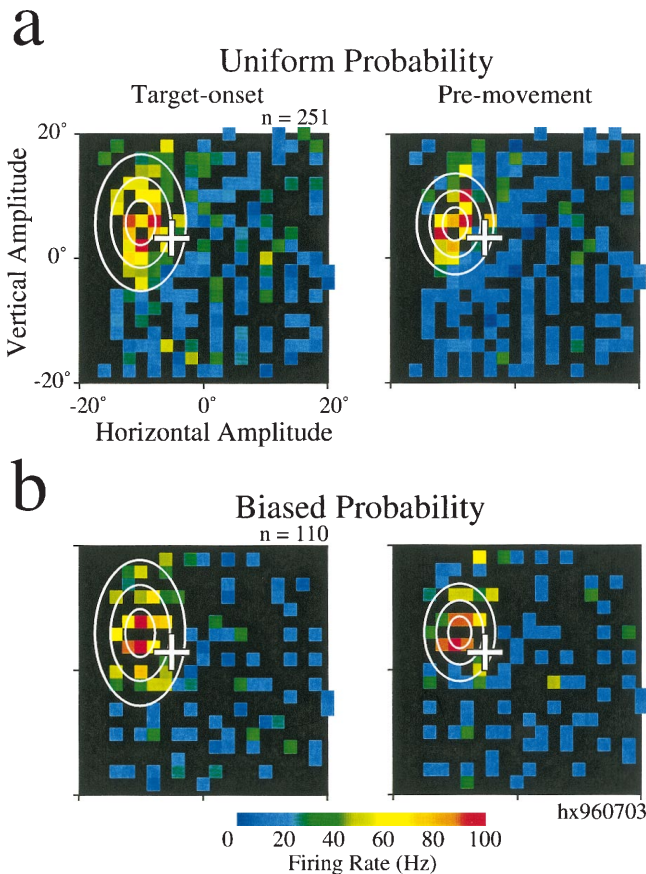 a
Uniform Probability
Target-onset
Pre-movement
n = 251
20°
0°
-20°
Vertical Amplitude
-20°
0°
20°
Horizontal Amplitude
b
Biased Probability
n = 110
hx960703
0
20
40
60
80
100
Firing Rate (Hz)